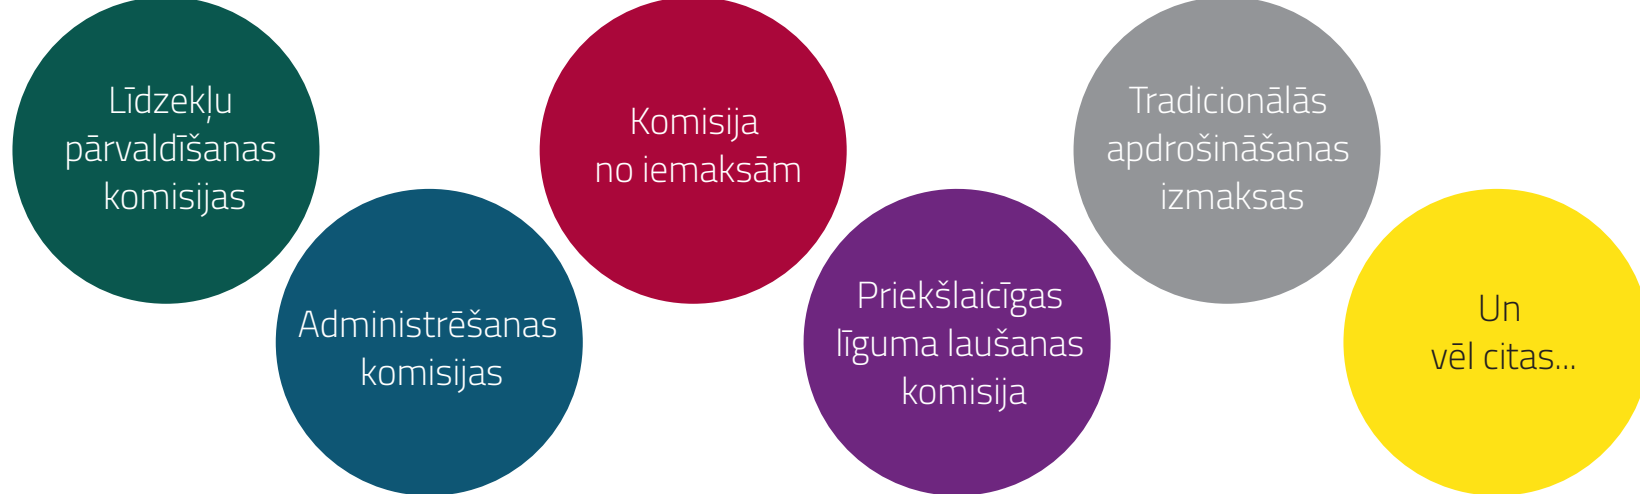 Līdzekļu
pārvaldīšanas
komisijas
Administrēšanas
komisijas
Komisija
no iemaksām
Priekšlaicīgas
līguma laušanas
komisija
Tradicionālās
apdrošināšanas
izmaksas
Un
vēl citas...